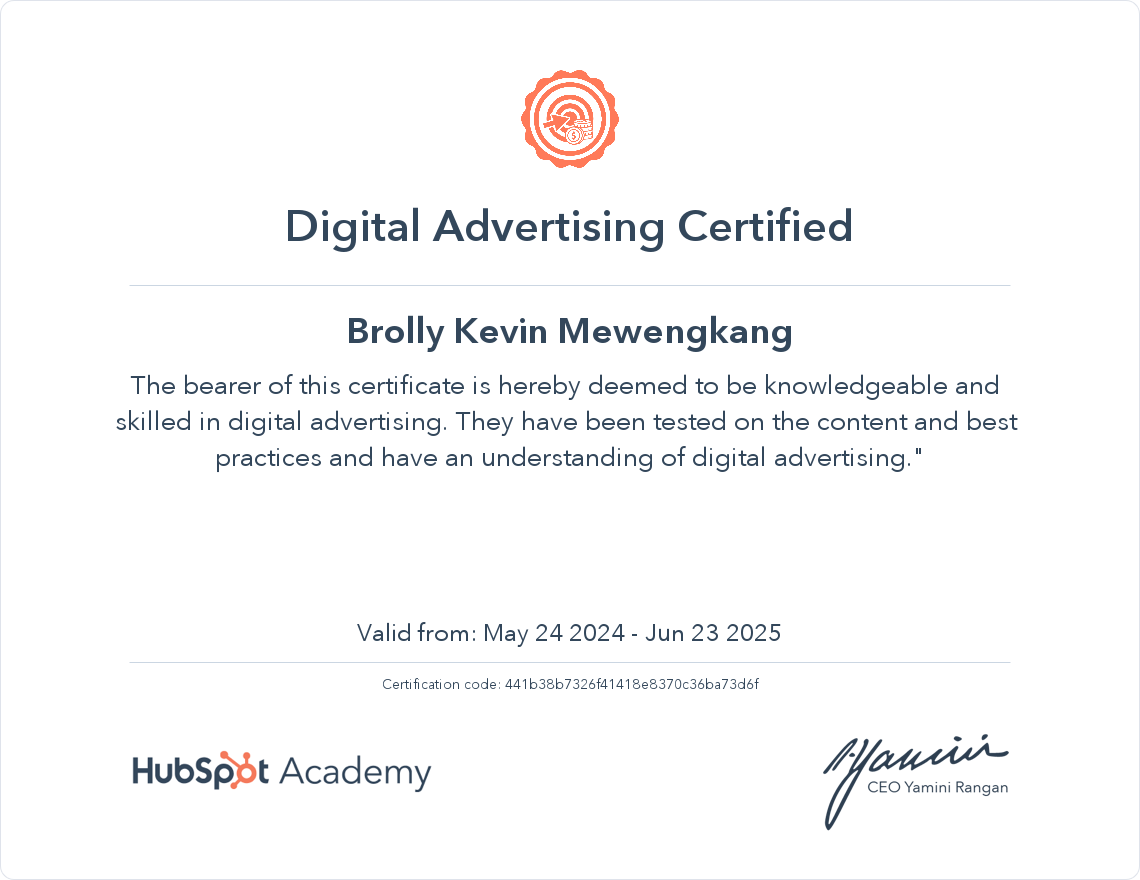 Digital Advertising Certified
Brolly Kevin Mewengkang
The bearer of this certificate is hereby deemed to be knowledgeable and
skilled in digital advertising. They have been tested on the content and best
practices and have an understanding of digital advertising."
Valid from: May 24 2024 - Jun 23 2025
Certification code: 441b38b7326f41418e8370c36ba73d6f
HubSpot Academy
CEO Yamini Rangan